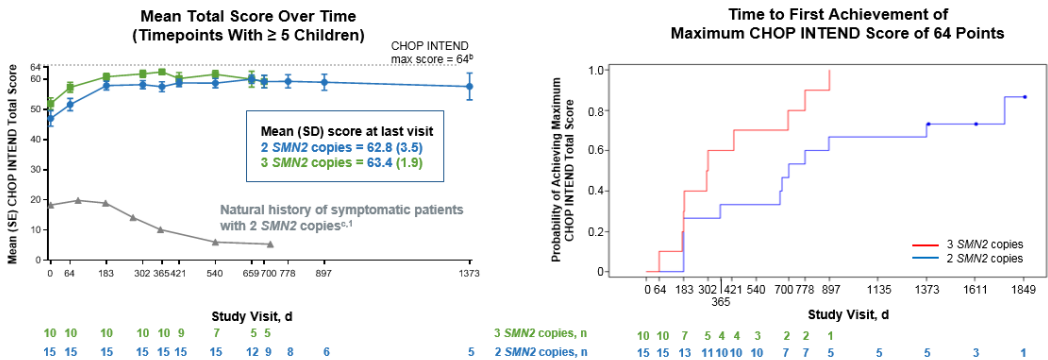 Mean Total Score Over Time
(Timepoints With ≥ 5 Children)
CHOP INTEND
max score = 64ᵇ
Mean (SE) CHOP INTEND Total Score
64
60
50
40
30
20
10
0
Mean (SD) score at last visit
2 SMN2 copies = 62.8 (3.5)
3 SMN2 copies = 63.4 (1.9)
Natural history of symptomatic patients
with 2 SMN2 copiesᶜ,¹
0 64 183 302 365 421 540 659 700 778 897 1373
Study Visit, d
10 10 10 10 10 9 7 5 5
15 15 15 15 15 15 15 12 9 8 6 5
Time to First Achievement of
Maximum CHOP INTEND Score of 64 Points
Probability of Achieving Maximum
CHOP INTEND Total Score
1.0
0.8
0.6
0.4
0.2
0
3 SMN2 copies
2 SMN2 copies
0 64 183 302 421 540 700 778 897 1135 1373 1611 1849
365
Study Visit, d
3 SMN2 copies, n 10 10 7 5 4 4 3 2 2 1
2 SMN2 copies, n 15 15 13 11 10 10 10 7 7 5 5 5 3 1